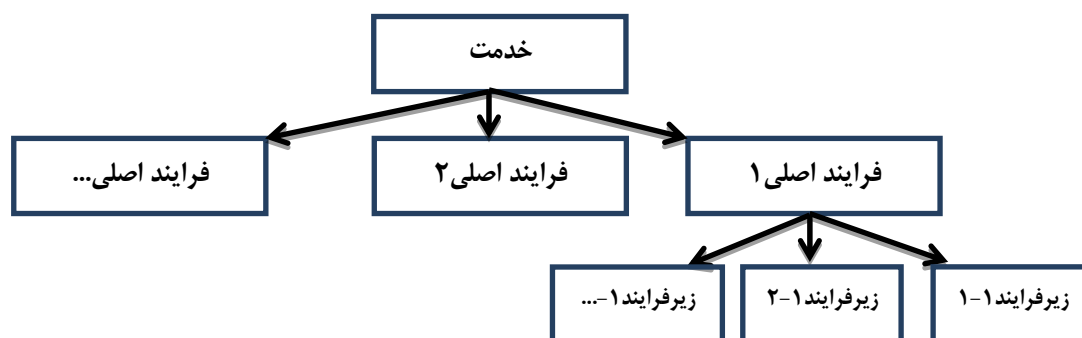 خدمت
فرایند اصلی۱
فرایند اصلی۲
فرایند اصلی...
زیرفرایند۱-۱
زیرفرایند۱-۲
زیرفرایند۱-...